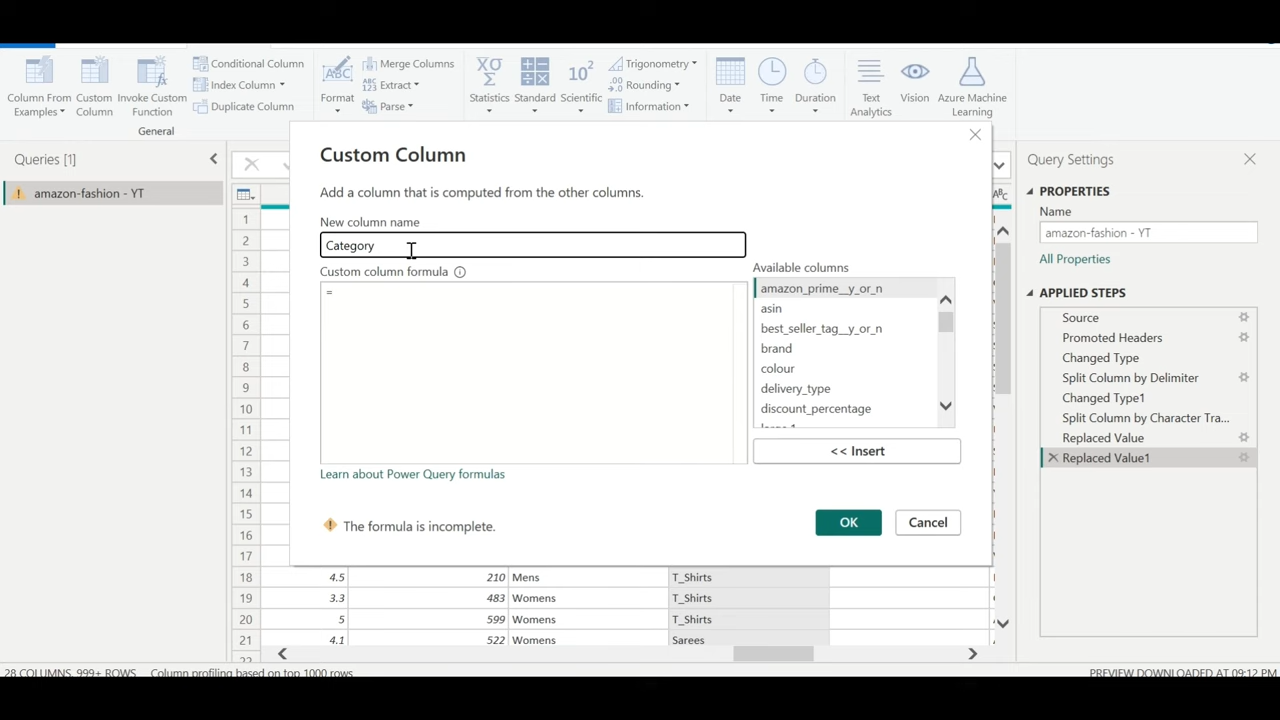 Column From Examples
Custom Column
Invoke Custom Function
Conditional Column
Index Column
Duplicate Column
General
ABC
Format
Merge Columns
ABC
123
Extract
Parse
XΣ
σ
Statistics
Standard
10²
Scientific
Trigonometry
.00
Rounding
Information
Date
Time
Duration
Text Analytics
Vision
Azure Machine Learning
Queries [1]
amazon-fashion - YT
Custom Column
Add a column that is computed from the other columns.
New column name
Category
Custom column formula
=
Available columns
amazon_prime__y_or_n
asin
best_seller_tag__y_or_n
brand
colour
delivery_type
discount_percentage
<< Insert
Learn about Power Query formulas
The formula is incomplete.
OK
Cancel
1
2
3
4
5
6
7
8
9
10
11
12
13
14
15
16
17
18 4.5 210 Mens T_Shirts
19 3.3 483 Womens T_Shirts
20 5 599 Womens T_Shirts
21 4.1 522 Womens Sarees
22
28 COLUMNS, 999+ ROWS Column profiling based on top 1000 rows
PREVIEW DOWNLOADED AT 09:12 PM
Query Settings
PROPERTIES
Name
amazon-fashion - YT
All Properties
APPLIED STEPS
Source
Promoted Headers
Changed Type
Split Column by Delimiter
Changed Type1
Split Column by Character Tra...
Replaced Value
Replaced Value1